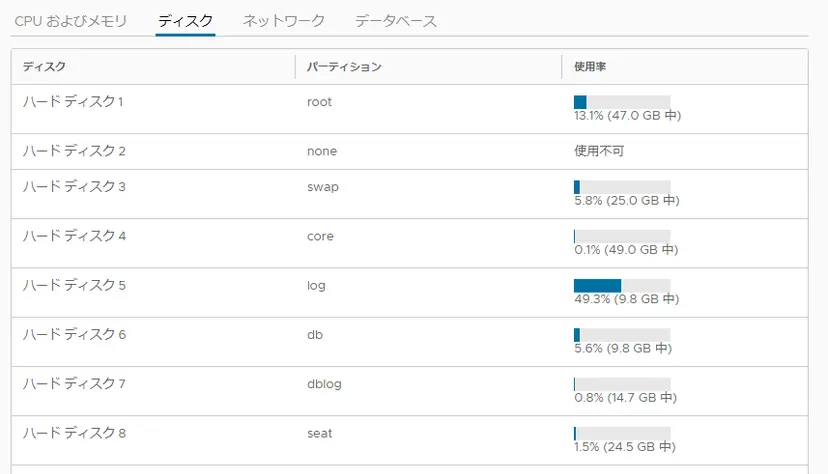 CPU およびメモリ ディスク ネットワーク データベース
ディスク パーティション 使用率
ハード ディスク 1 root 13.1% (47.0 GB 中)
ハード ディスク 2 none 使用不可
ハード ディスク 3 swap 5.8% (25.0 GB 中)
ハード ディスク 4 core 0.1% (49.0 GB 中)
ハード ディスク 5 log 49.3% (9.8 GB 中)
ハード ディスク 6 db 5.6% (9.8 GB 中)
ハード ディスク 7 dblog 0.8% (14.7 GB 中)
ハード ディスク 8 seat 1.5% (24.5 GB 中)